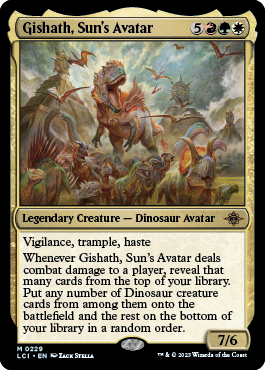 Gishath, Sun's Avatar 5
Legendary Creature — Dinosaur Avatar
Vigilance, trample, haste
Whenever Gishath, Sun's Avatar deals
combat damage to a player, reveal that
many cards from the top of your library.
Put any number of Dinosaur creature
cards from among them onto the
battlefield and the rest on the bottom of
your library in a random order.
7/6
M 0229
LCI • EN ZACK STELLA
™ & © 2023 Wizards of the Coast